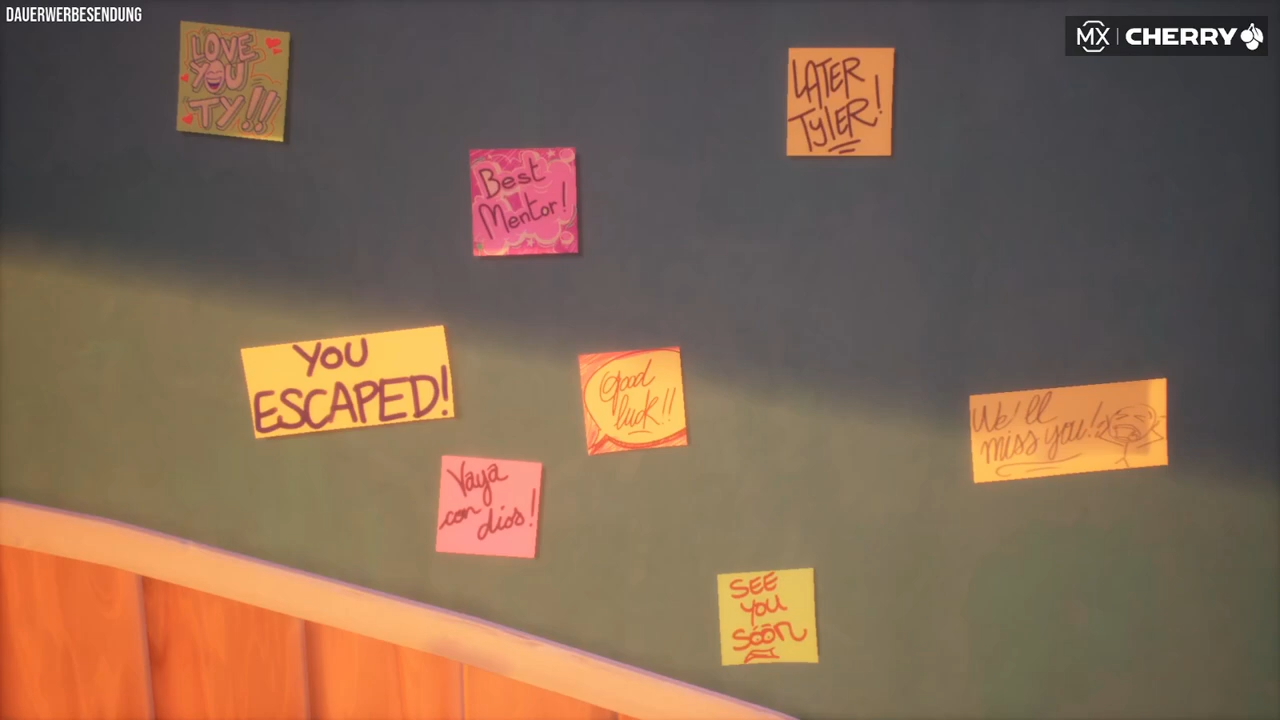 DAUERWERBESENDUNG
MX | CHERRY
LOVE
YOU
TY!!
LATER
TYLER!
Best
Mentor!
YOU
ESCAPED!
Good
luck!!
We'll
miss you!
Vaya
con dios!
SEE
YOU
SOON